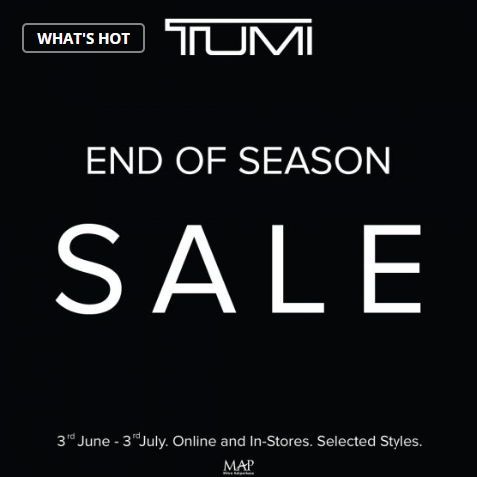 WHAT'S HOT
TUMI
END OF SEASON
SALE
3rd June - 3rd July. Online and In-Stores. Selected Styles.
MAP